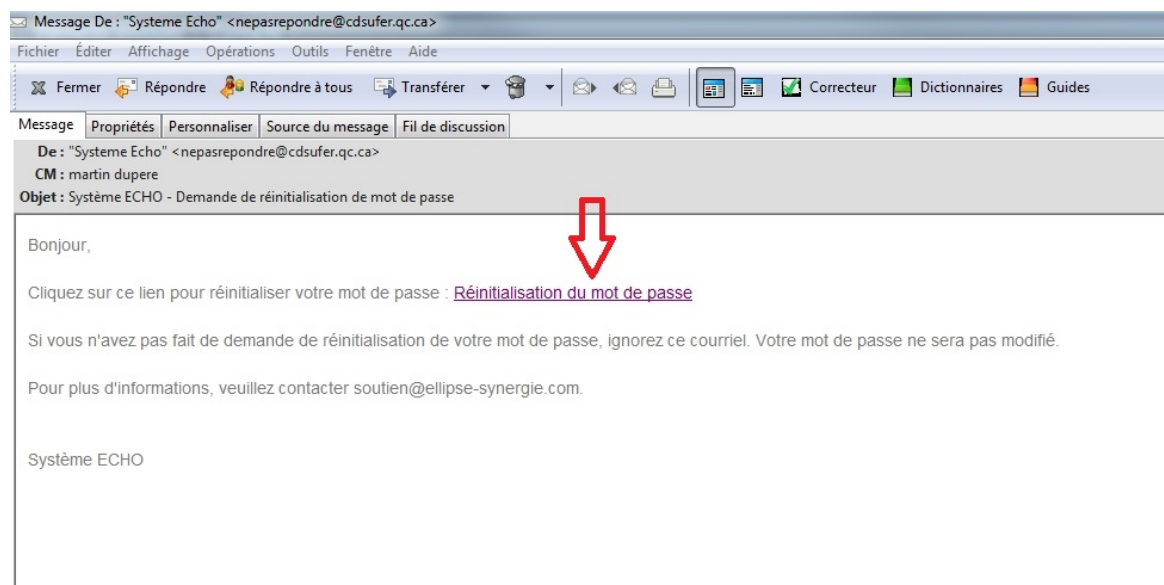 Message De : "Systeme Echo" <nepasrepondre@cdsufer.qc.ca>
Fichier Éditer Affichage Opérations Outils Fenêtre Aide
Fermer Répondre Répondre à tous Transférer Correcteur Dictionnaires Guides
Message Propriétés Personnaliser Source du message Fil de discussion
De : "Systeme Echo" <nepasrepondre@cdsufer.qc.ca>
CM : martin dupere
Objet : Système ECHO - Demande de réinitialisation de mot de passe
Bonjour,
Cliquez sur ce lien pour réinitialiser votre mot de passe : Réinitialisation du mot de passe
Si vous n'avez pas fait de demande de réinitialisation de votre mot de passe, ignorez ce courriel. Votre mot de passe ne sera pas modifié.
Pour plus d'informations, veuillez contacter soutien@ellipse-synergie.com.
Système ECHO